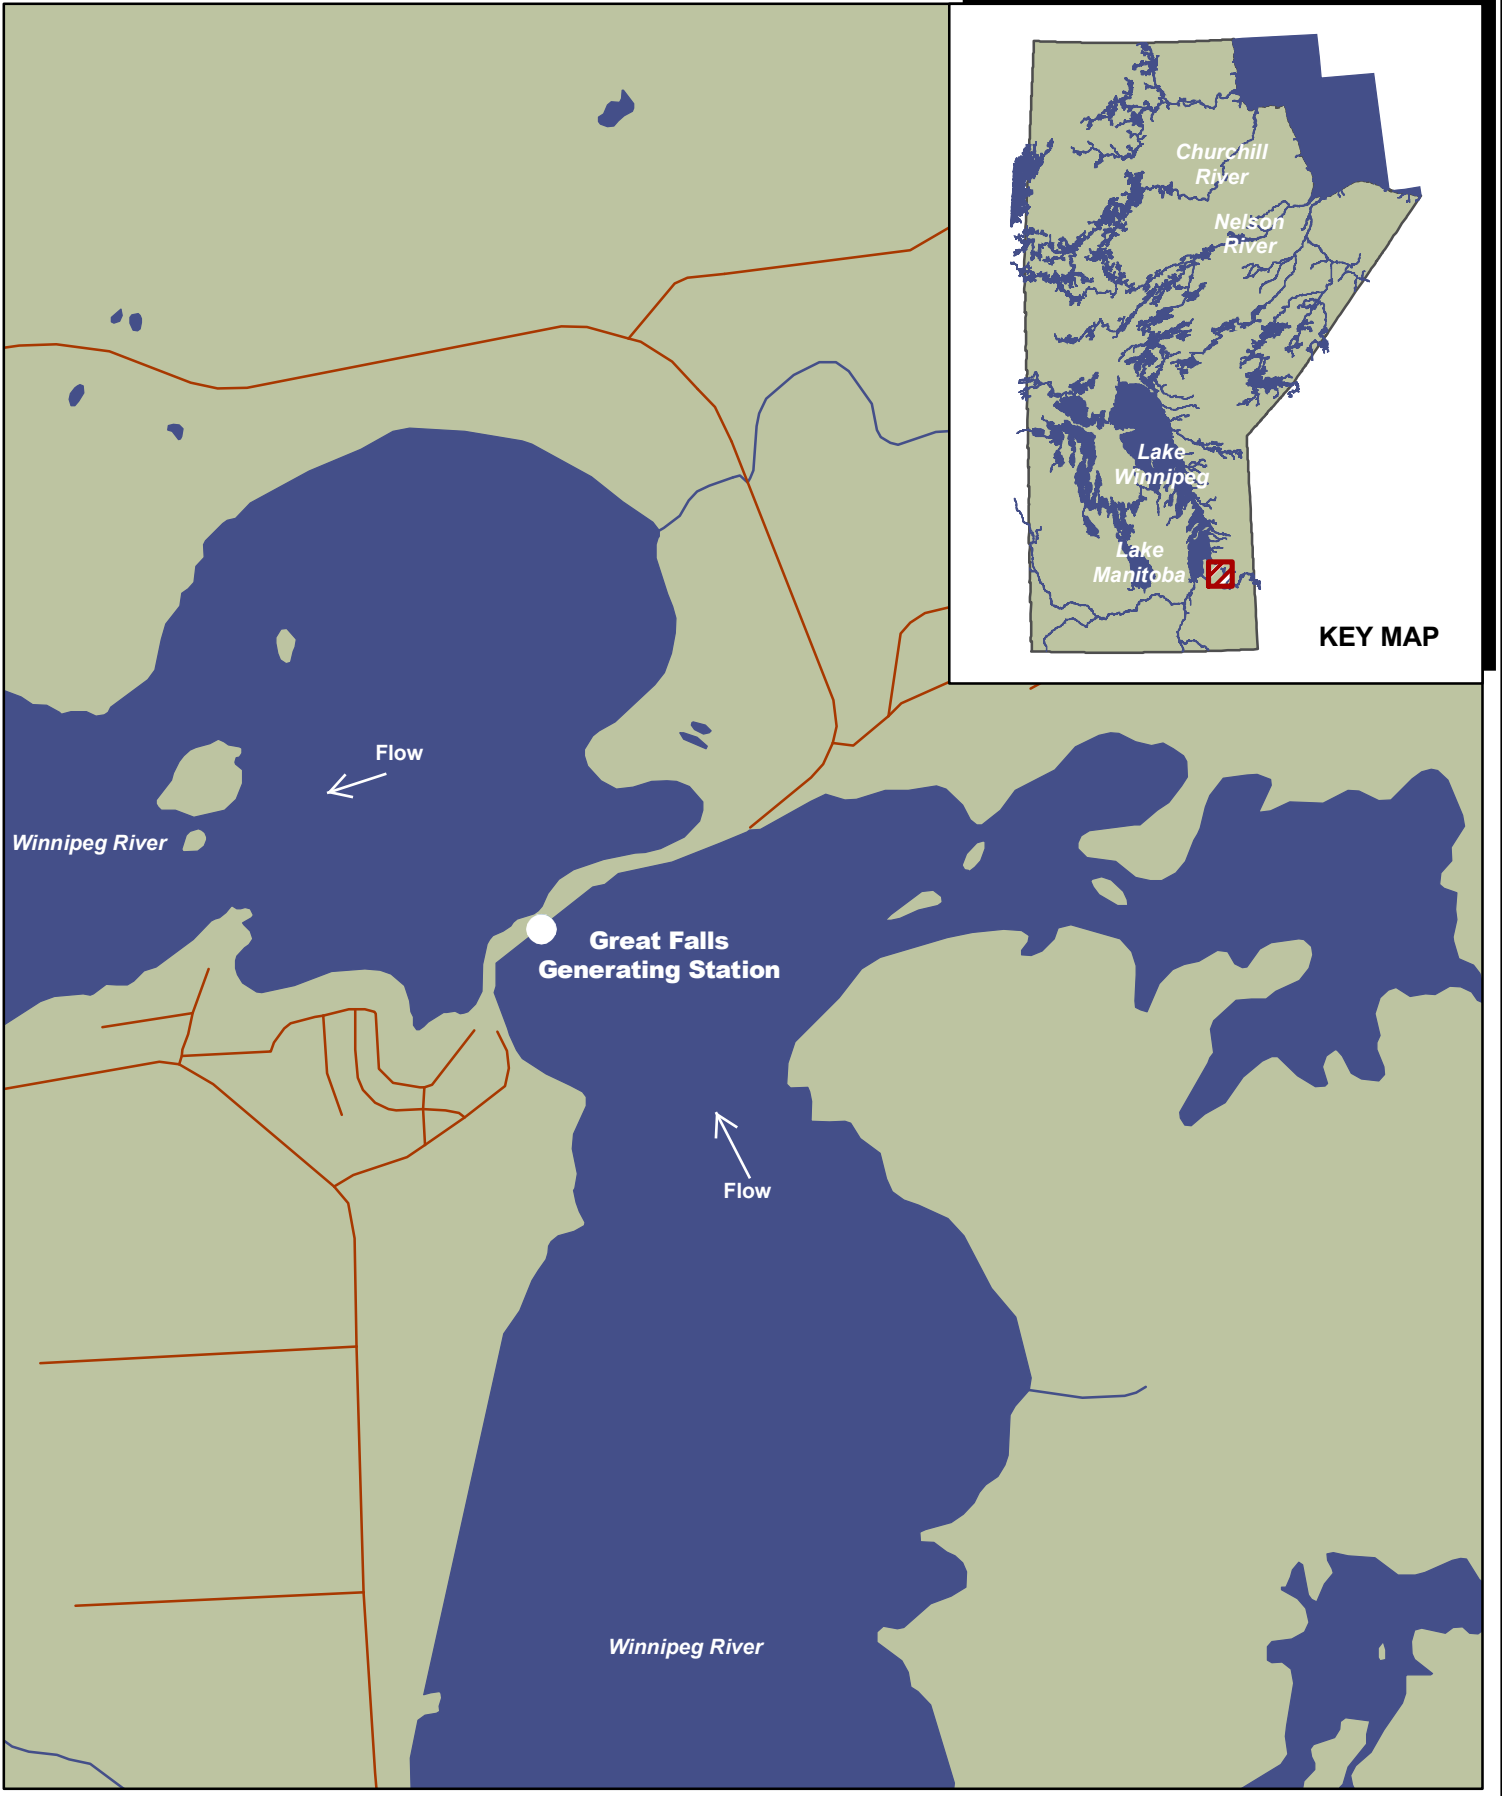 Churchill
River
Nelson
River
Lake
Winnipeg
Lake
Manitoba
KEY MAP
Flow
Winnipeg River
Great Falls
Generating Station
Flow
Winnipeg River